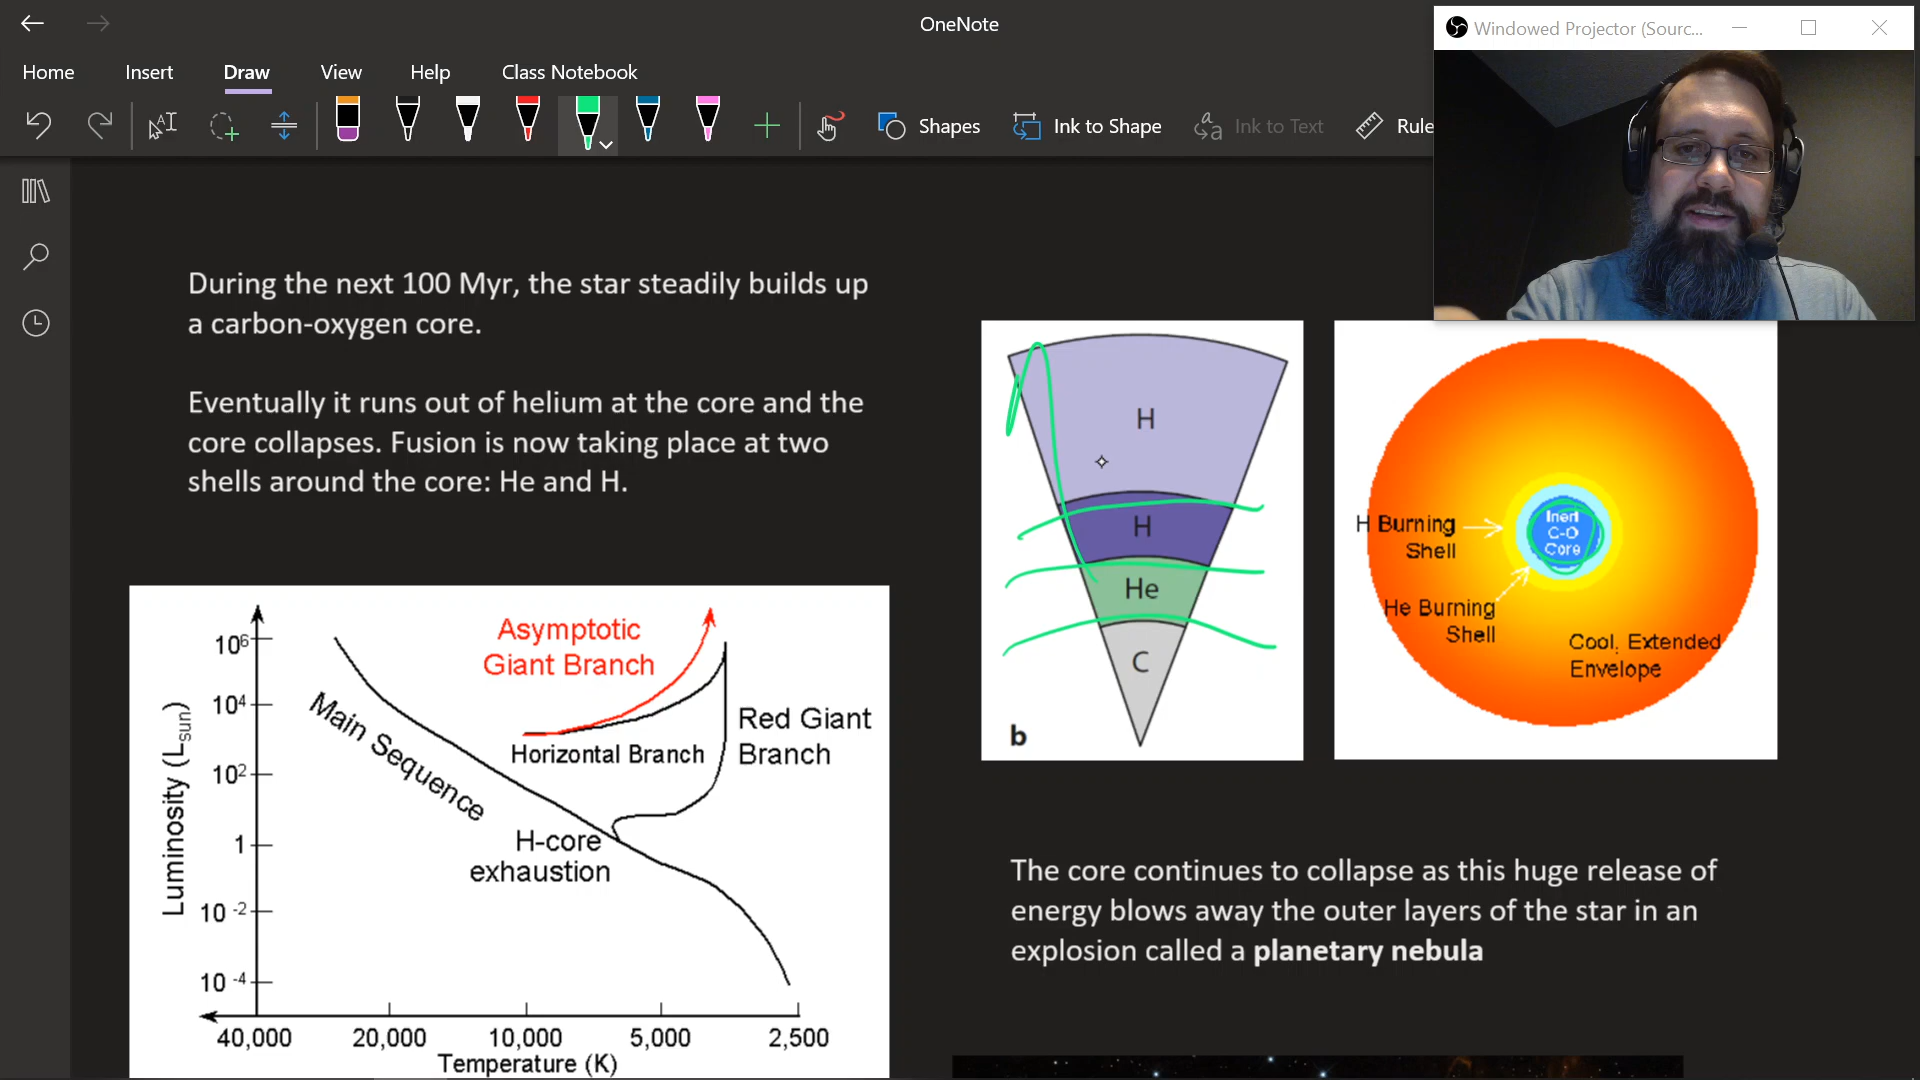 OneNote
Windowed Projector (Sourc...
Home Insert Draw View Help Class Notebook
Shapes Ink to Shape Ink to Text Rule
During the next 100 Myr, the star steadily builds up
a carbon-oxygen core.
Eventually it runs out of helium at the core and the
core collapses. Fusion is now taking place at two
shells around the core: He and H.
H
H
He
C
b
H Burning
Shell
Inert
C-O
Core
He Burning
Shell
Cool, Extended
Envelope
Asymptotic
Giant Branch
Main Sequence
Horizontal Branch
Red Giant
Branch
H-core
exhaustion
Luminosity (Lsun)
10⁶
10⁴
10²
1
10⁻²
10⁻⁴
40,000 20,000 10,000 5,000 2,500
Temperature (K)
The core continues to collapse as this huge release of
energy blows away the outer layers of the star in an
explosion called a planetary nebula